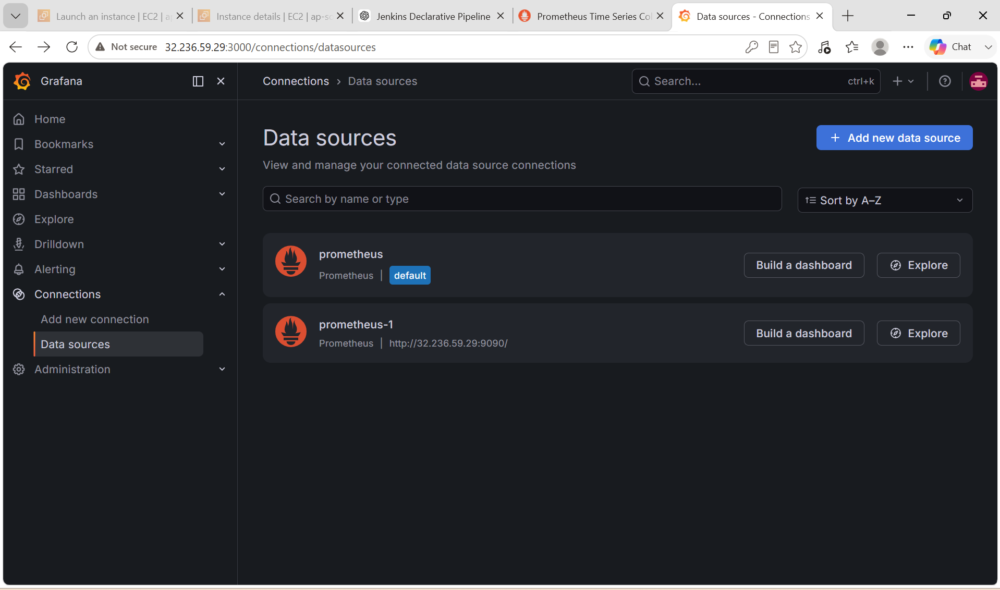 Launch an instance | EC2 | a
Instance details | EC2 | ap-so
Jenkins Declarative Pipeline
Prometheus Time Series Col
Data sources - Connections
Not secure
32.236.59.29:3000/connections/datasources
Chat
Grafana
Connections › Data sources
Search...
ctrl+k
Home
Bookmarks
Starred
Dashboards
Explore
Drilldown
Alerting
Connections
Add new connection
Data sources
Administration
Data sources
Add new data source
View and manage your connected data source connections
Search by name or type
Sort by A–Z
prometheus
Prometheus | default
Build a dashboard
Explore
prometheus-1
Prometheus | http://32.236.59.29:9090/
Build a dashboard
Explore